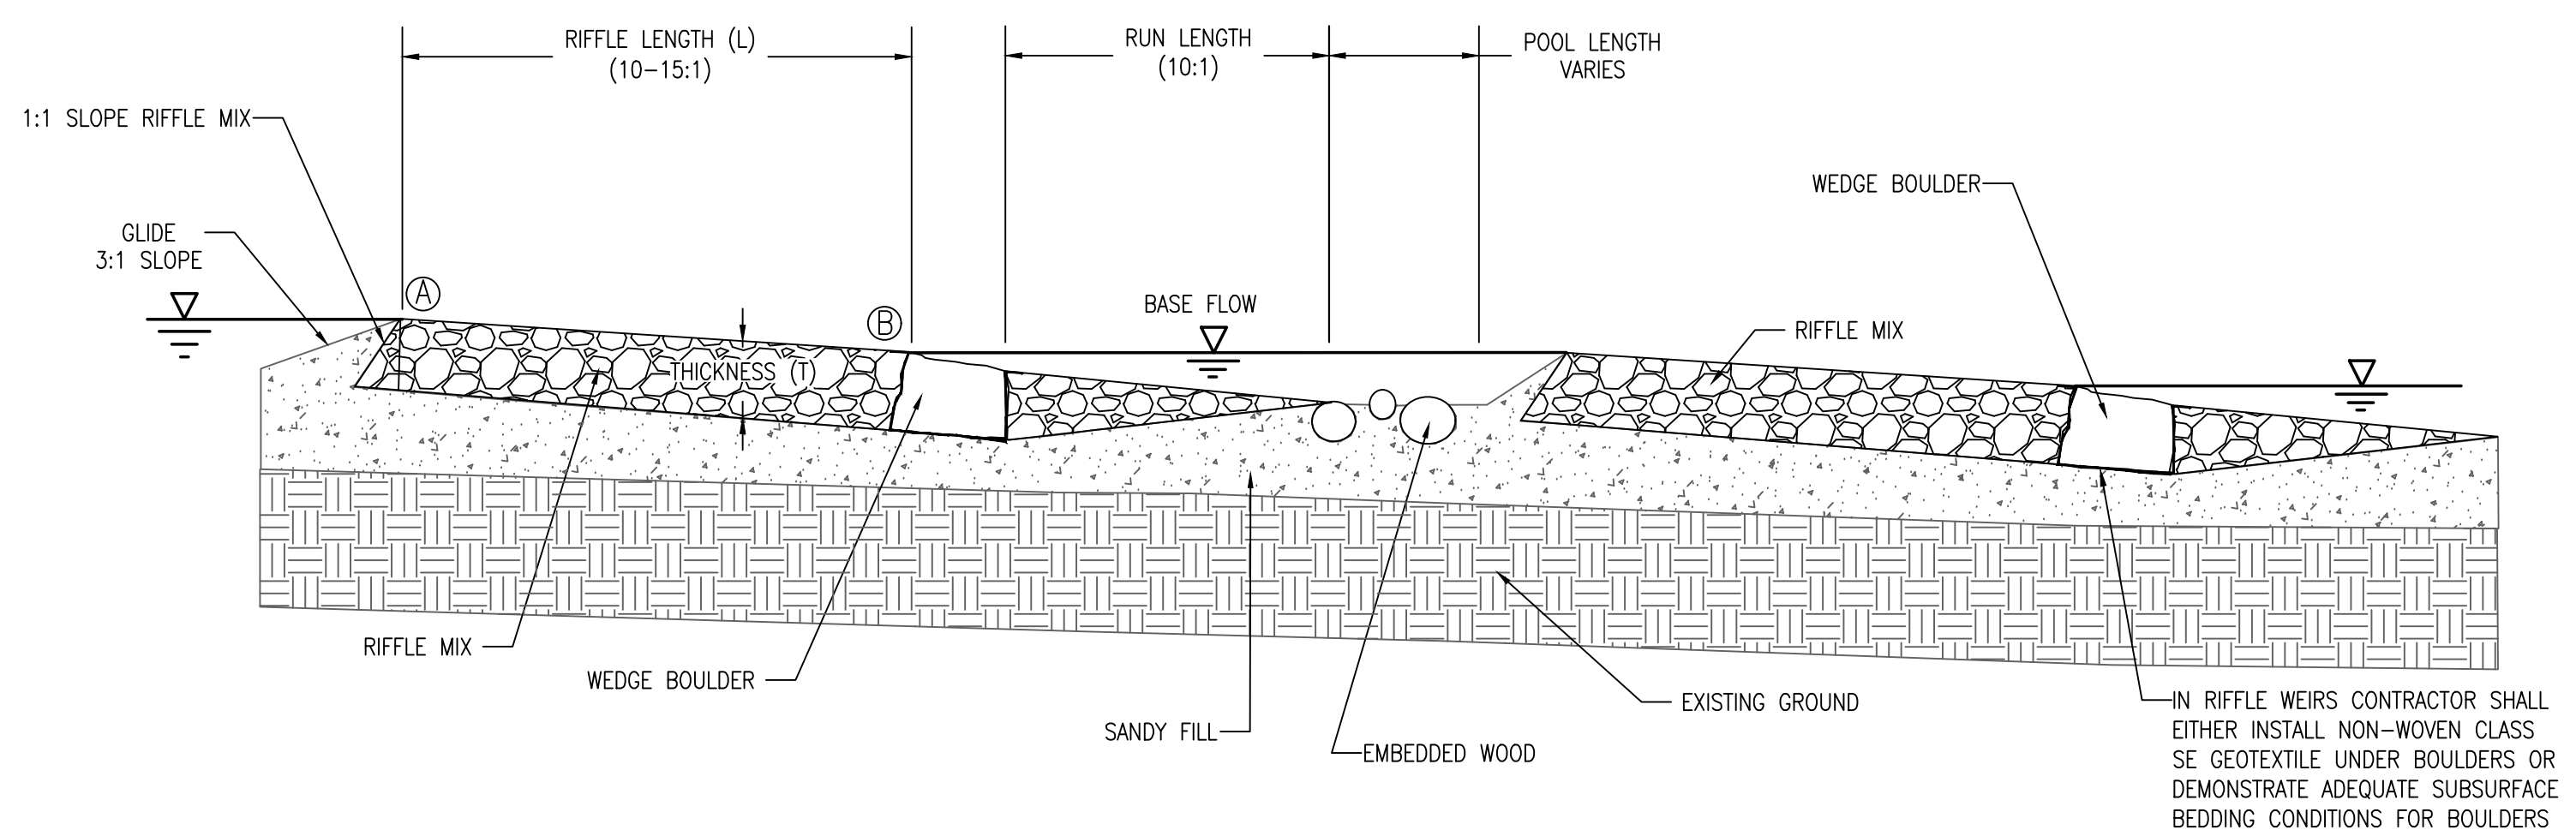 RIFFLE LENGTH (L)
(10-15:1)
RUN LENGTH
(10:1)
POOL LENGTH
VARIES
1:1 SLOPE RIFFLE MIX
WEDGE BOULDER
GLIDE
3:1 SLOPE
A
B
BASE FLOW
RIFFLE MIX
THICKNESS (T)
RIFFLE MIX
WEDGE BOULDER
SANDY FILL
EMBEDDED WOOD
EXISTING GROUND
IN RIFFLE WEIRS CONTRACTOR SHALL
EITHER INSTALL NON-WOVEN CLASS
SE GEOTEXTILE UNDER BOULDERS OR
DEMONSTRATE ADEQUATE SUBSURFACE
BEDDING CONDITIONS FOR BOULDERS